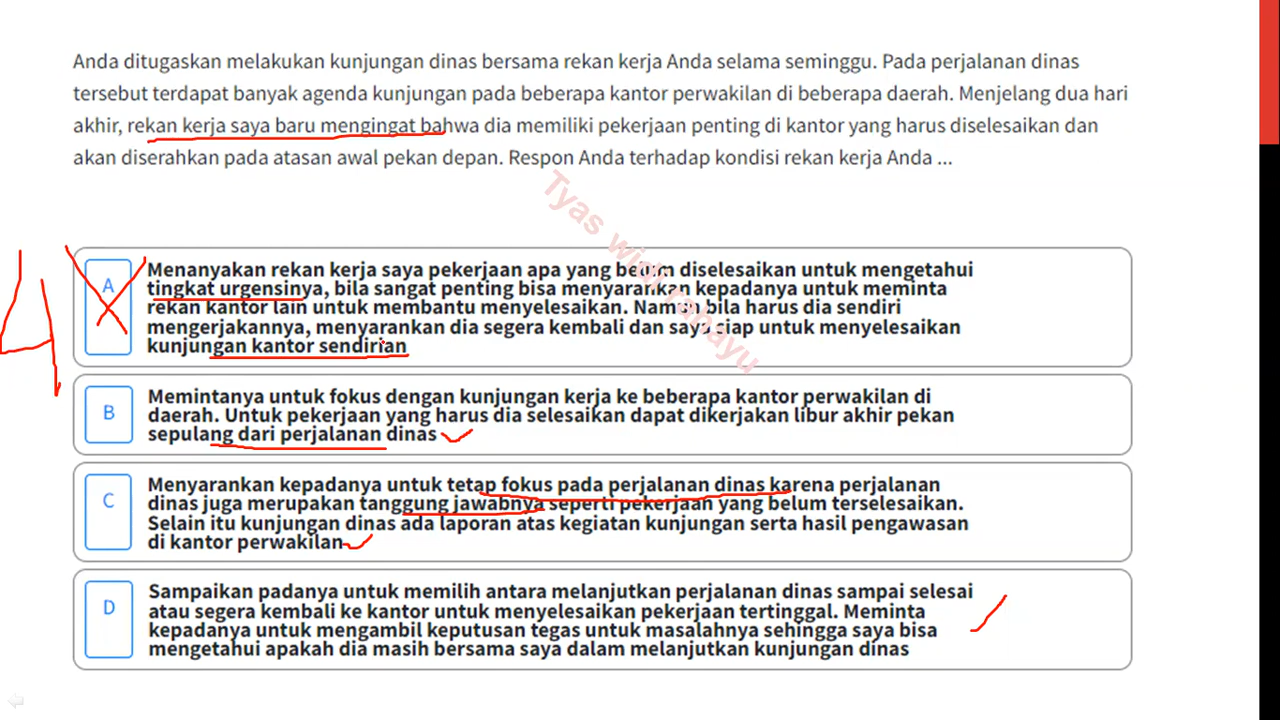 Anda ditugaskan melakukan kunjungan dinas bersama rekan kerja Anda selama seminggu. Pada perjalanan dinas
tersebut terdapat banyak agenda kunjungan pada beberapa kantor perwakilan di beberapa daerah. Menjelang dua hari
akhir, rekan kerja saya baru mengingat bahwa dia memiliki pekerjaan penting di kantor yang harus diselesaikan dan
akan diserahkan pada atasan awal pekan depan. Respon Anda terhadap kondisi rekan kerja Anda ...
Tyas widi rahayu
4
A
Menanyakan rekan kerja saya pekerjaan apa yang belum diselesaikan untuk mengetahui
tingkat urgensinya, bila sangat penting bisa menyarankan kepadanya untuk meminta
rekan kantor lain untuk membantu menyelesaikan. Namun bila harus dia sendiri
mengerjakannya, menyarankan dia segera kembali dan saya siap untuk menyelesaikan
kunjungan kantor sendirian
B
Memintanya untuk fokus dengan kunjungan kerja ke beberapa kantor perwakilan di
daerah. Untuk pekerjaan yang harus dia selesaikan dapat dikerjakan libur akhir pekan
sepulang dari perjalanan dinas
C
Menyarankan kepadanya untuk tetap fokus pada perjalanan dinas karena perjalanan
dinas juga merupakan tanggung jawabnya seperti pekerjaan yang belum terselesaikan.
Selain itu kunjungan dinas ada laporan atas kegiatan kunjungan serta hasil pengawasan
di kantor perwakilan
D
Sampaikan padanya untuk memilih antara melanjutkan perjalanan dinas sampai selesai
atau segera kembali ke kantor untuk menyelesaikan pekerjaan tertinggal. Meminta
kepadanya untuk mengambil keputusan tegas untuk masalahnya sehingga saya bisa
mengetahui apakah dia masih bersama saya dalam melanjutkan kunjungan dinas